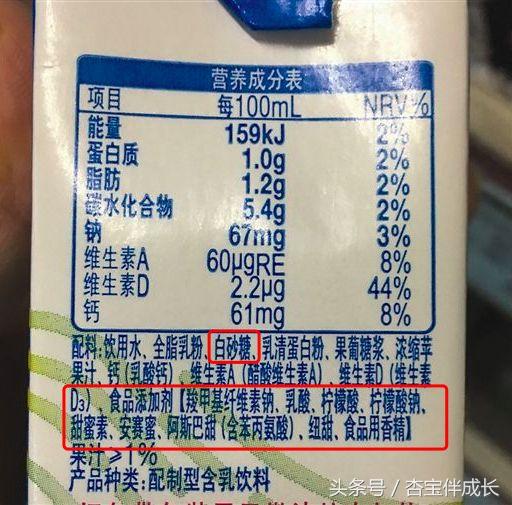 营养成分表
项目 每100mL NRV%
能量 159kJ 2%
蛋白质 1.0g 2%
脂肪 1.2g 2%
碳水化合物 5.4g 2%
钠 67mg 3%
维生素A 60μgRE 8%
维生素D 2.2μg 44%
钙 61mg 8%
配料:饮用水、全脂乳粉、白砂糖、乳清蛋白粉、果葡糖浆、浓缩苹
果汁、钙(乳酸钙)、维生素A(醋酸维生素A)、维生素D(维生素
D₃)、食品添加剂【羧甲基纤维素钠、乳酸、柠檬酸、柠檬酸钠、
甜蜜素、安赛蜜、阿斯巴甜(含苯丙氨酸)、纽甜、食品用香精】
果汁≥1%
产品种类:配制型含乳饮料
头条号 / 杏宝伴成长